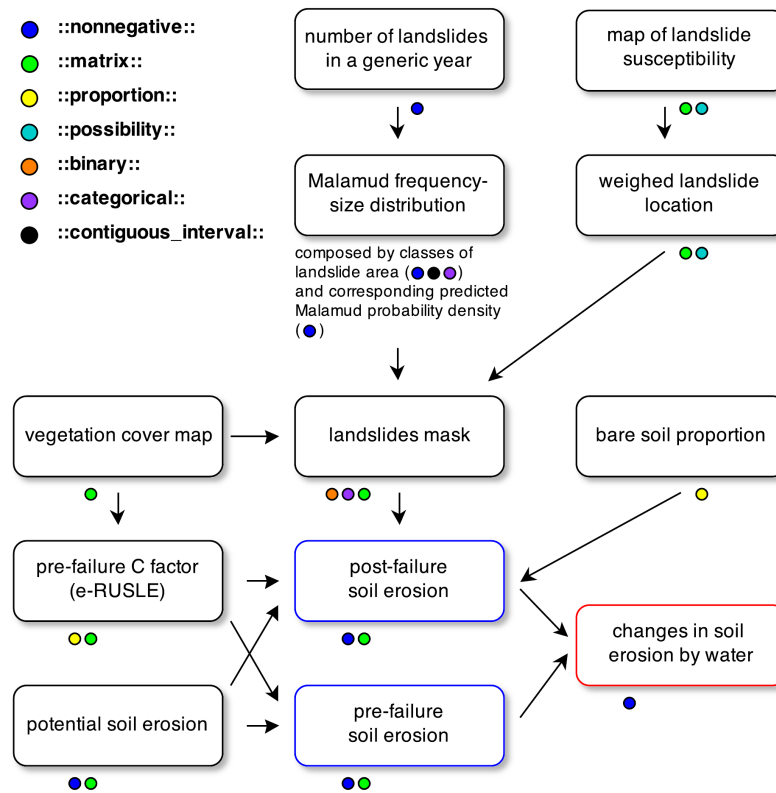 ::nonnegative::
::matrix::
::proportion::
::possibility::
::binary::
::categorical::
::contiguous_interval::
number of landslides
in a generic year
map of landslide
susceptibility
Malamud frequency-
size distribution
weighed landslide
location
composed by classes of
landslide area ( )
and corresponding predicted
Malamud probability density
( )
vegetation cover map
landslides mask
bare soil proportion
pre-failure C factor
(e-RUSLE)
post-failure
soil erosion
changes in soil
erosion by water
potential soil erosion
pre-failure
soil erosion